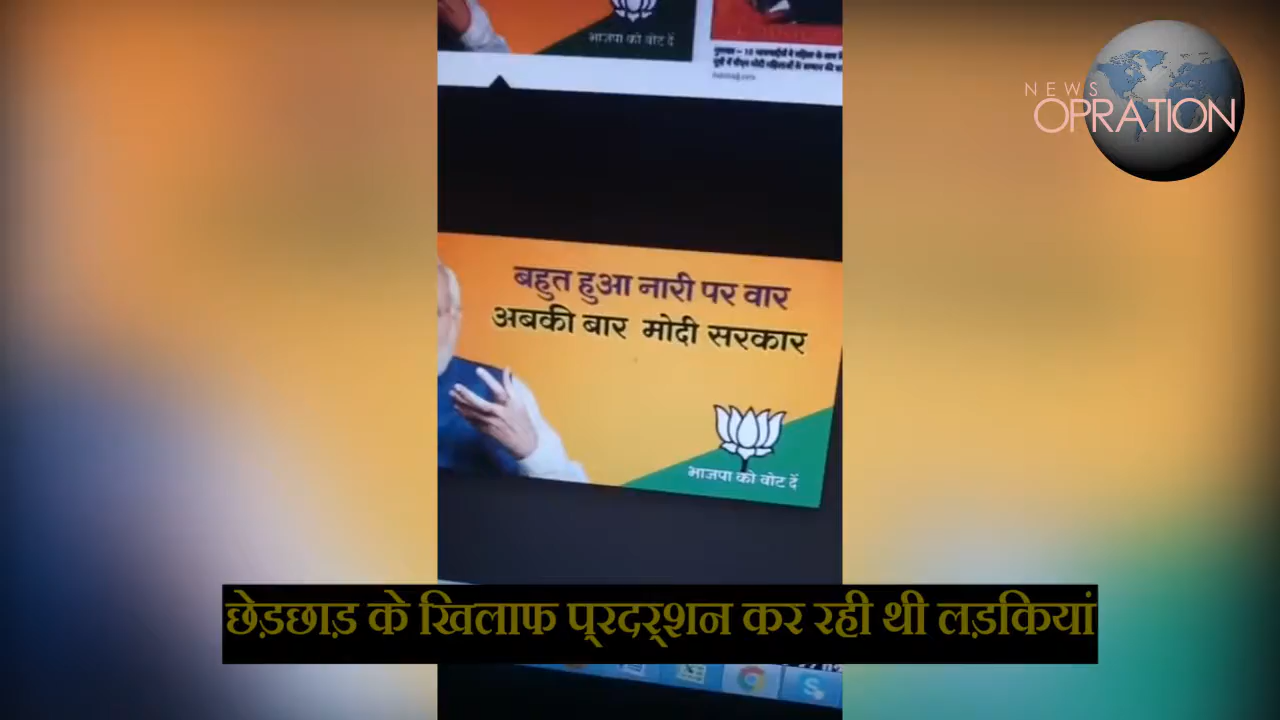 भाजपा को वोट दें
NEWS
OPRATION
बहुत हुआ नारी पर वार
अबकी बार मोदी सरकार
भाजपा को वोट दें
छेड़छाड़ के खिलाफ प्रदर्शन कर रही थी लड़कियां